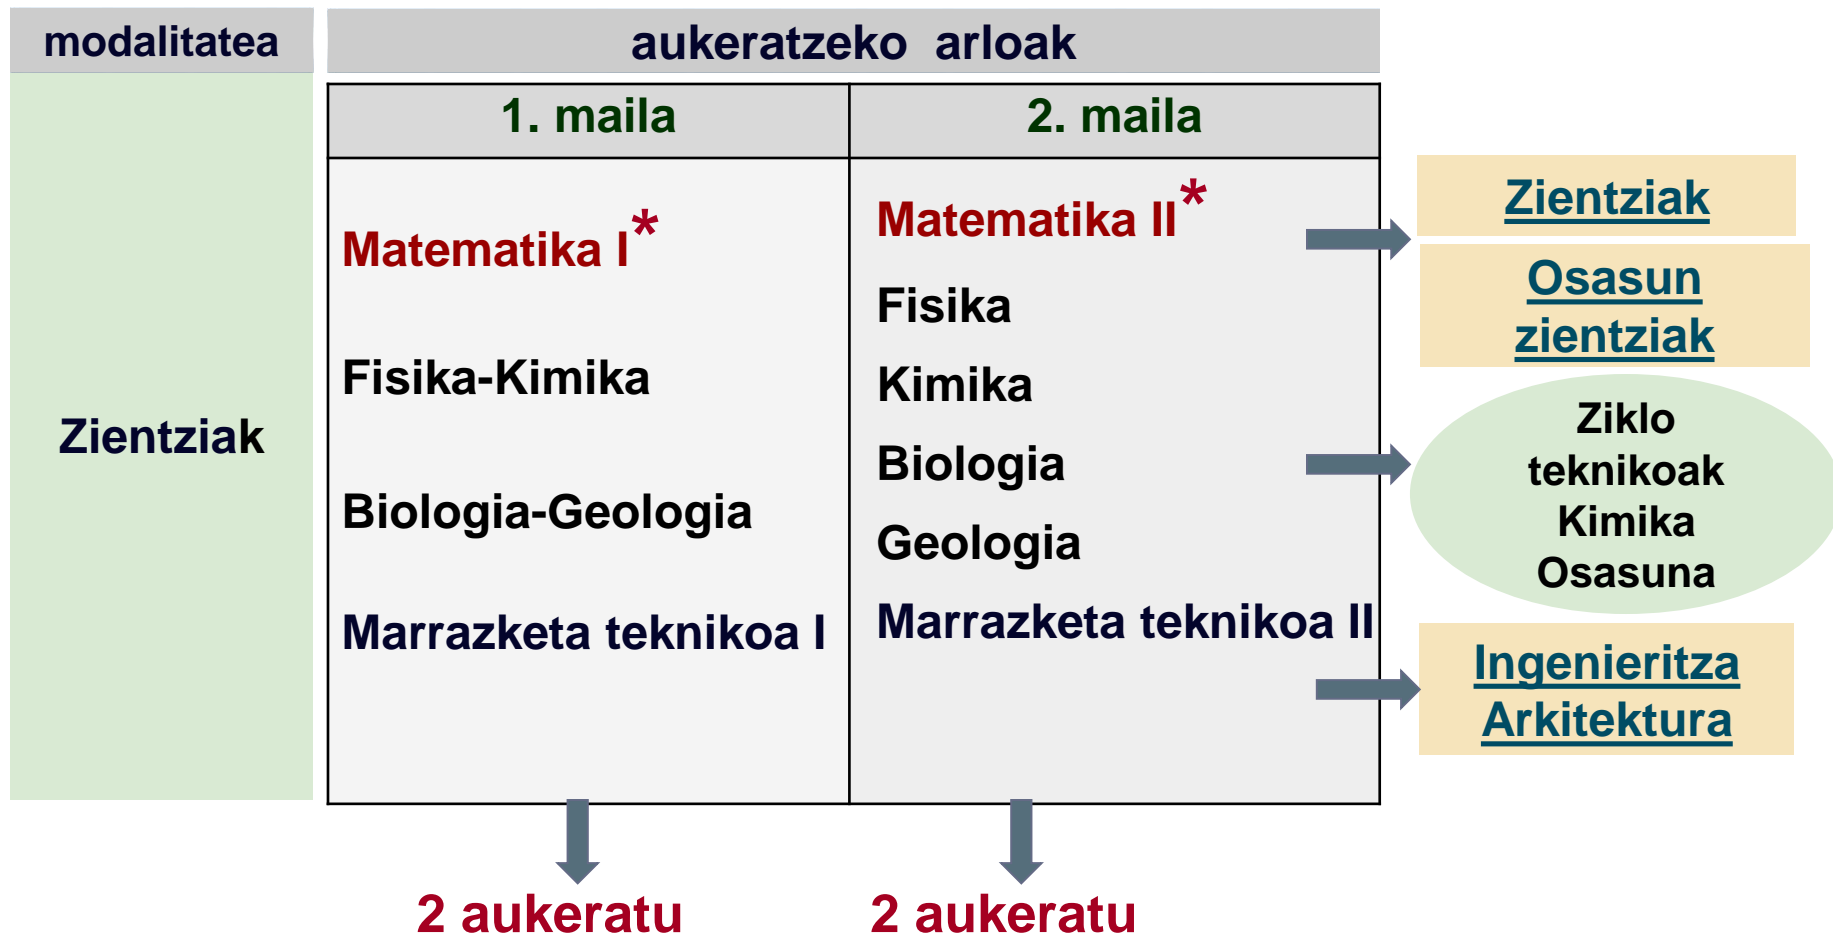 modalitatea
aukeratzeko arloak
Zientziak
1. maila
2. maila
Matematika I*
Fisika-Kimika
Biologia-Geologia
Marrazketa teknikoa I
Matematika II*
Fisika
Kimika
Biologia
Geologia
Marrazketa teknikoa II
Zientziak
Osasun
zientziak
Ziklo
teknikoak
Kimika
Osasuna
Ingenieritza
Arkitektura
2 aukeratu
2 aukeratu